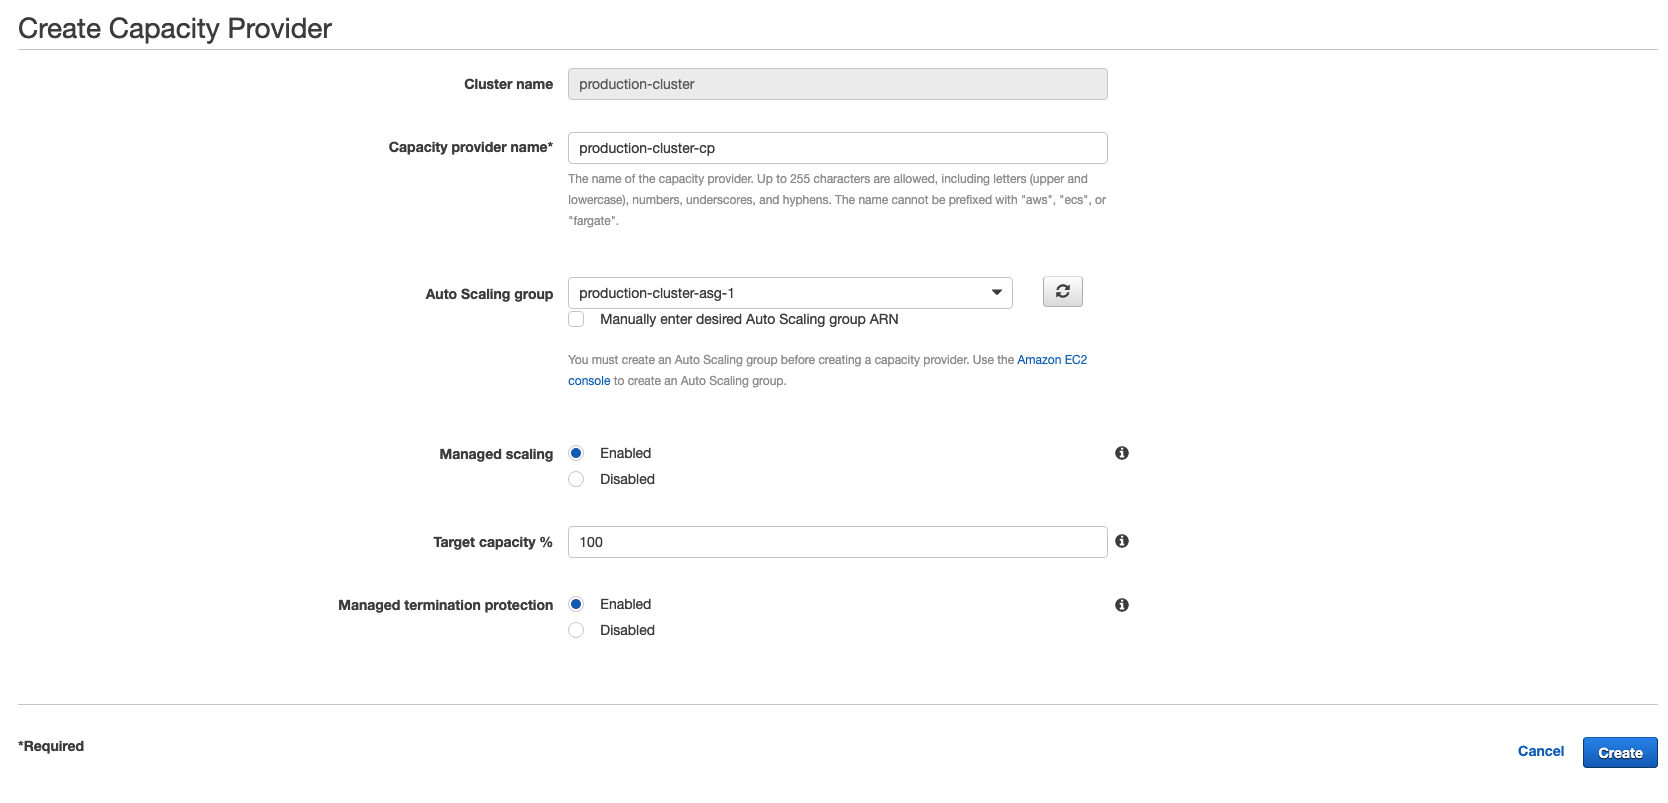 Create Capacity Provider
Cluster name
production-cluster
Capacity provider name*
production-cluster-cp
The name of the capacity provider. Up to 255 characters are allowed, including letters (upper and
lowercase), numbers, underscores, and hyphens. The name cannot be prefixed with "aws", "ecs", or
"fargate".
Auto Scaling group
production-cluster-asg-1
Manually enter desired Auto Scaling group ARN
You must create an Auto Scaling group before creating a capacity provider. Use the Amazon EC2
console to create an Auto Scaling group.
Managed scaling
Enabled
Disabled
Target capacity %
100
Managed termination protection
Enabled
Disabled
*Required
Cancel
Create